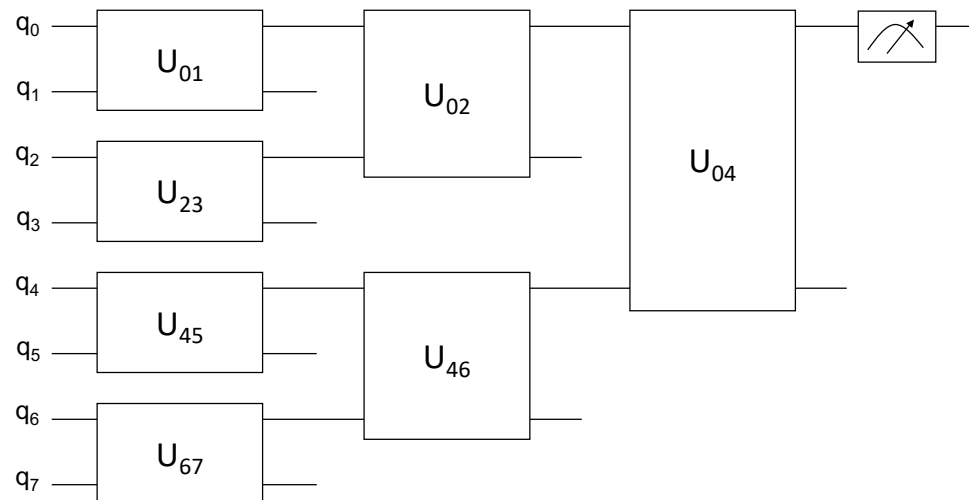 q₀
U₀₁
q₁
U₀₂
q₂
U₀₄
U₂₃
q₃
q₄
U₄₅
q₅
U₄₆
q₆
U₆₇
q₇